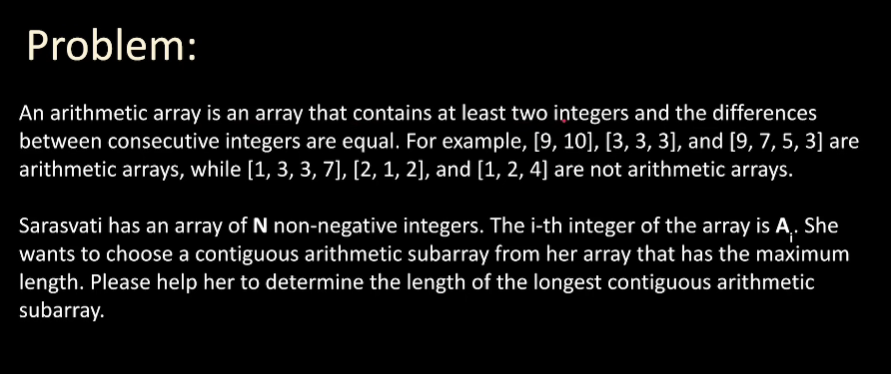 Problem:
An arithmetic array is an array that contains at least two integers and the differences
between consecutive integers are equal. For example, [9, 10], [3, 3, 3], and [9, 7, 5, 3] are
arithmetic arrays, while [1, 3, 3, 7], [2, 1, 2], and [1, 2, 4] are not arithmetic arrays.
Sarasvati has an array of N non-negative integers. The i-th integer of the array is Ai. She
wants to choose a contiguous arithmetic subarray from her array that has the maximum
length. Please help her to determine the length of the longest contiguous arithmetic
subarray.